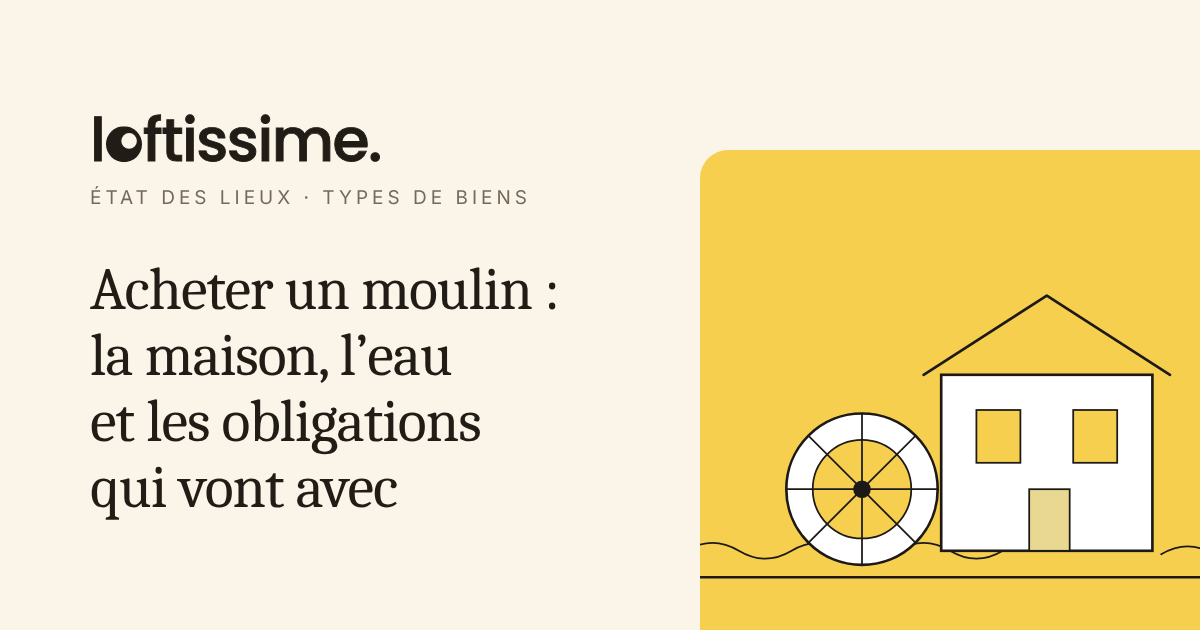 loftissime.
ÉTAT DES LIEUX · TYPES DE BIENS
Acheter un moulin :
la maison, l’eau
et les obligations
qui vont avec